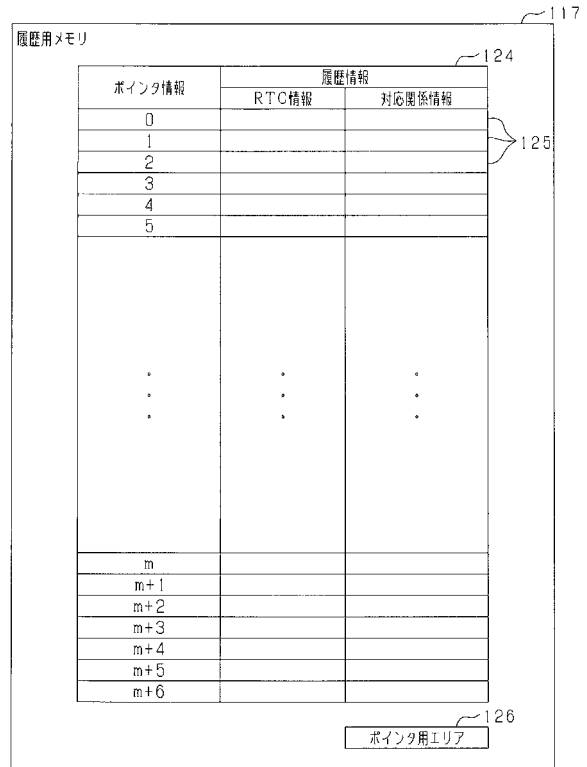 117
履歴用メモリ
124
ポインタ情報
履歴情報
RTC情報
対応関係情報
0
1
2
125
3
4
5
m
m+1
m+2
m+3
m+4
m+5
m+6
126
ポインタ用エリア